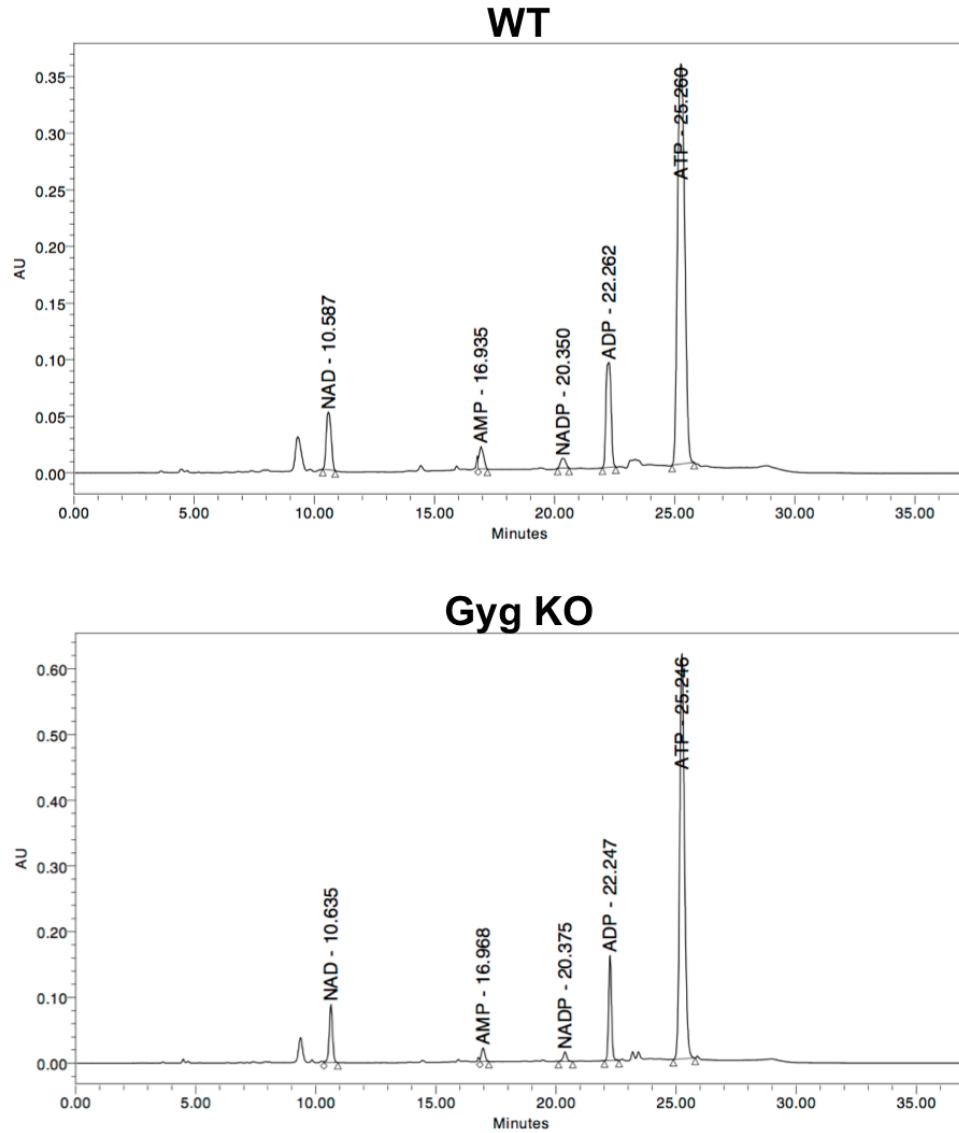 WT
0.35
0.30
0.25
0.20
0.15
0.10
0.05
0.00
AU
NAD - 10.587
AMP - 16.935
NADP - 20.350
ADP - 22.262
ATP - 25.260
0.00 5.00 10.00 15.00 20.00 25.00 30.00 35.00
Minutes
Gyg KO
0.60
0.50
0.40
0.30
0.20
0.10
0.00
AU
NAD - 10.635
AMP - 16.968
NADP - 20.375
ADP - 22.247
ATP - 25.246
0.00 5.00 10.00 15.00 20.00 25.00 30.00 35.00
Minutes